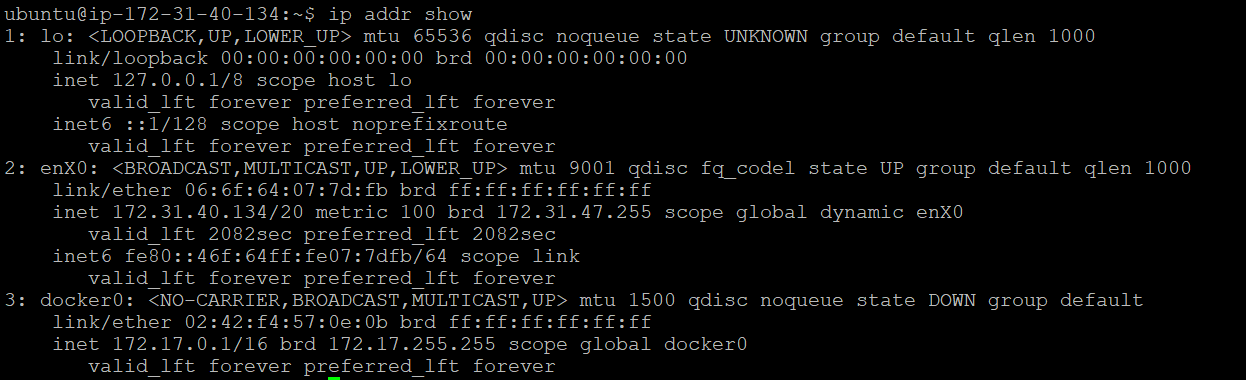 ubuntu@ip-172-31-40-134:~$ ip addr show
1: lo: <LOOPBACK,UP,LOWER_UP> mtu 65536 qdisc noqueue state UNKNOWN group default qlen 1000
    link/loopback 00:00:00:00:00:00 brd 00:00:00:00:00:00
    inet 127.0.0.1/8 scope host lo
       valid_lft forever preferred_lft forever
    inet6 ::1/128 scope host noprefixroute
       valid_lft forever preferred_lft forever
2: enX0: <BROADCAST,MULTICAST,UP,LOWER_UP> mtu 9001 qdisc fq_codel state UP group default qlen 1000
    link/ether 06:6f:64:07:7d:fb brd ff:ff:ff:ff:ff:ff
    inet 172.31.40.134/20 metric 100 brd 172.31.47.255 scope global dynamic enX0
       valid_lft 2082sec preferred_lft 2082sec
    inet6 fe80::46f:64ff:fe07:7dfb/64 scope link
       valid_lft forever preferred_lft forever
3: docker0: <NO-CARRIER,BROADCAST,MULTICAST,UP> mtu 1500 qdisc noqueue state DOWN group default
    link/ether 02:42:f4:57:0e:0b brd ff:ff:ff:ff:ff:ff
    inet 172.17.0.1/16 brd 172.17.255.255 scope global docker0
       valid_lft forever preferred_lft forever